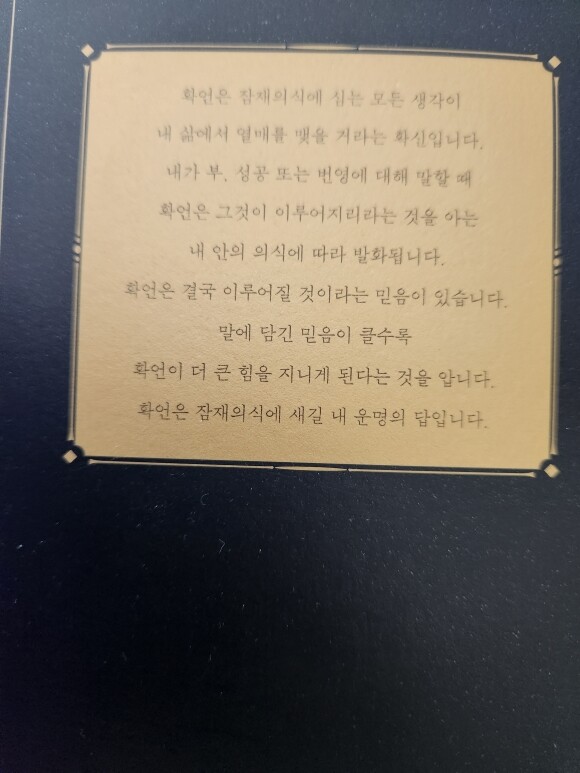 확언은 잠재의식에 심는 모든 생각이
내 삶에서 열매를 맺을 거라는 확신입니다.
내가 부, 성공 또는 번영에 대해 말할 때
확언은 그것이 이루어지리라는 것을 아는
내 안의 의식에 따라 발화됩니다.
확언은 결국 이루어질 것이라는 믿음이 있습니다.
말에 담긴 믿음이 클수록
확언이 더 큰 힘을 지니게 된다는 것을 압니다.
확언은 잠재의식에 새길 내 운명의 답입니다.